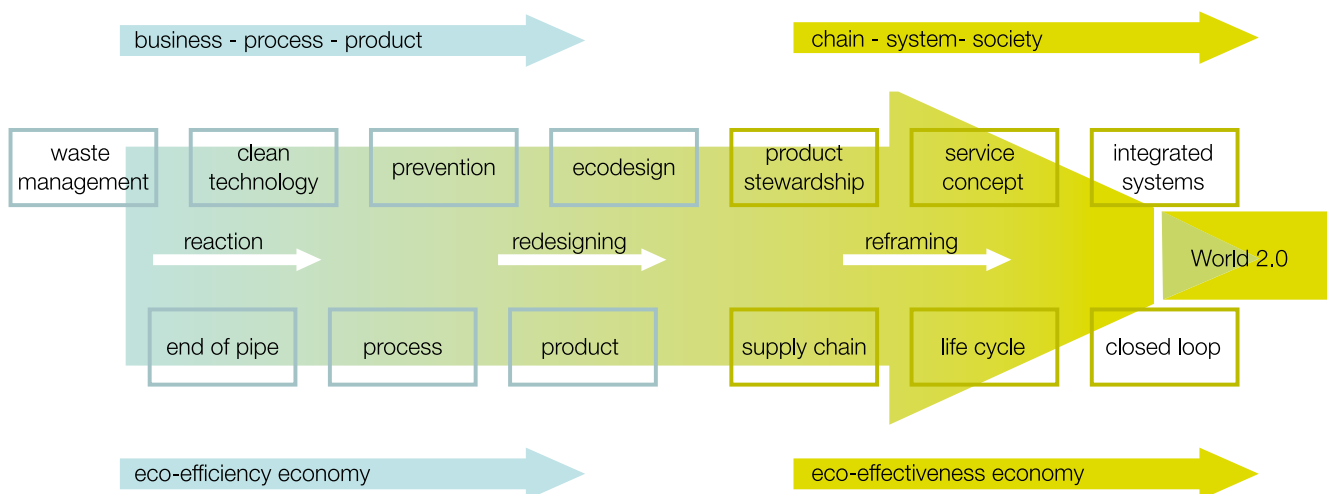 business - process - product
chain - system- society
waste
management
clean
technology
prevention
ecodesign
product
stewardship
service
concept
integrated
systems
reaction
redesigning
reframing
World 2.0
end of pipe
process
product
supply chain
life cycle
closed loop
eco-efficiency economy
eco-effectiveness economy